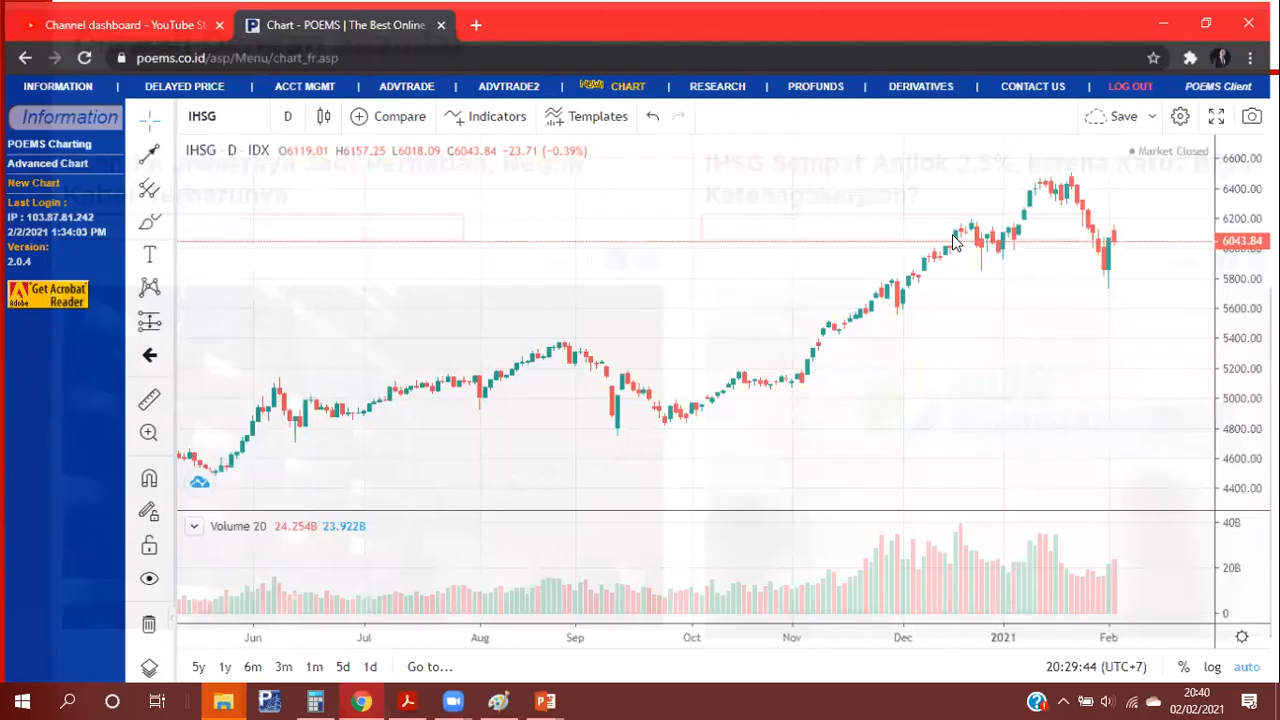 Channel dashboard - YouTube St
Chart - POEMS | The Best Online
poems.co.id/asp/Menu/chart_fr.asp
INFORMATION | DELAYED PRICE | ACCT MGMT | ADVTRADE | ADVTRADE2 | NEW! CHART | RESEARCH | PROFUNDS | DERIVATIVES | CONTACT US | LOG OUT POEMS Client
Information
POEMS Charting
Advanced Chart
New Chart
Last Login :
IP : 103.87.81.242
2/2/2021 1:34:03 PM
Version:
2.0.4
Get Acrobat
Reader
Adobe
IHSG D Compare Indicators Templates Save
IHSG · D · IDX O6119.01 H6157.25 L6018.09 C6043.84 −23.71 (−0.39%)
Market Closed
IHSG Sempat Anjlok 2,5%, Karena
6600.00
6400.00
6200.00
6043.84
6000.00
5800.00
5600.00
5400.00
5200.00
5000.00
4800.00
4600.00
4400.00
Volume 20 24.254B 23.922B
40B
20B
0
Jun Jul Aug Sep Oct Nov Dec 2021 Feb
5y 1y 6m 3m 1m 5d 1d Go to... 20:29:44 (UTC+7) % log auto
20:40
02/02/2021